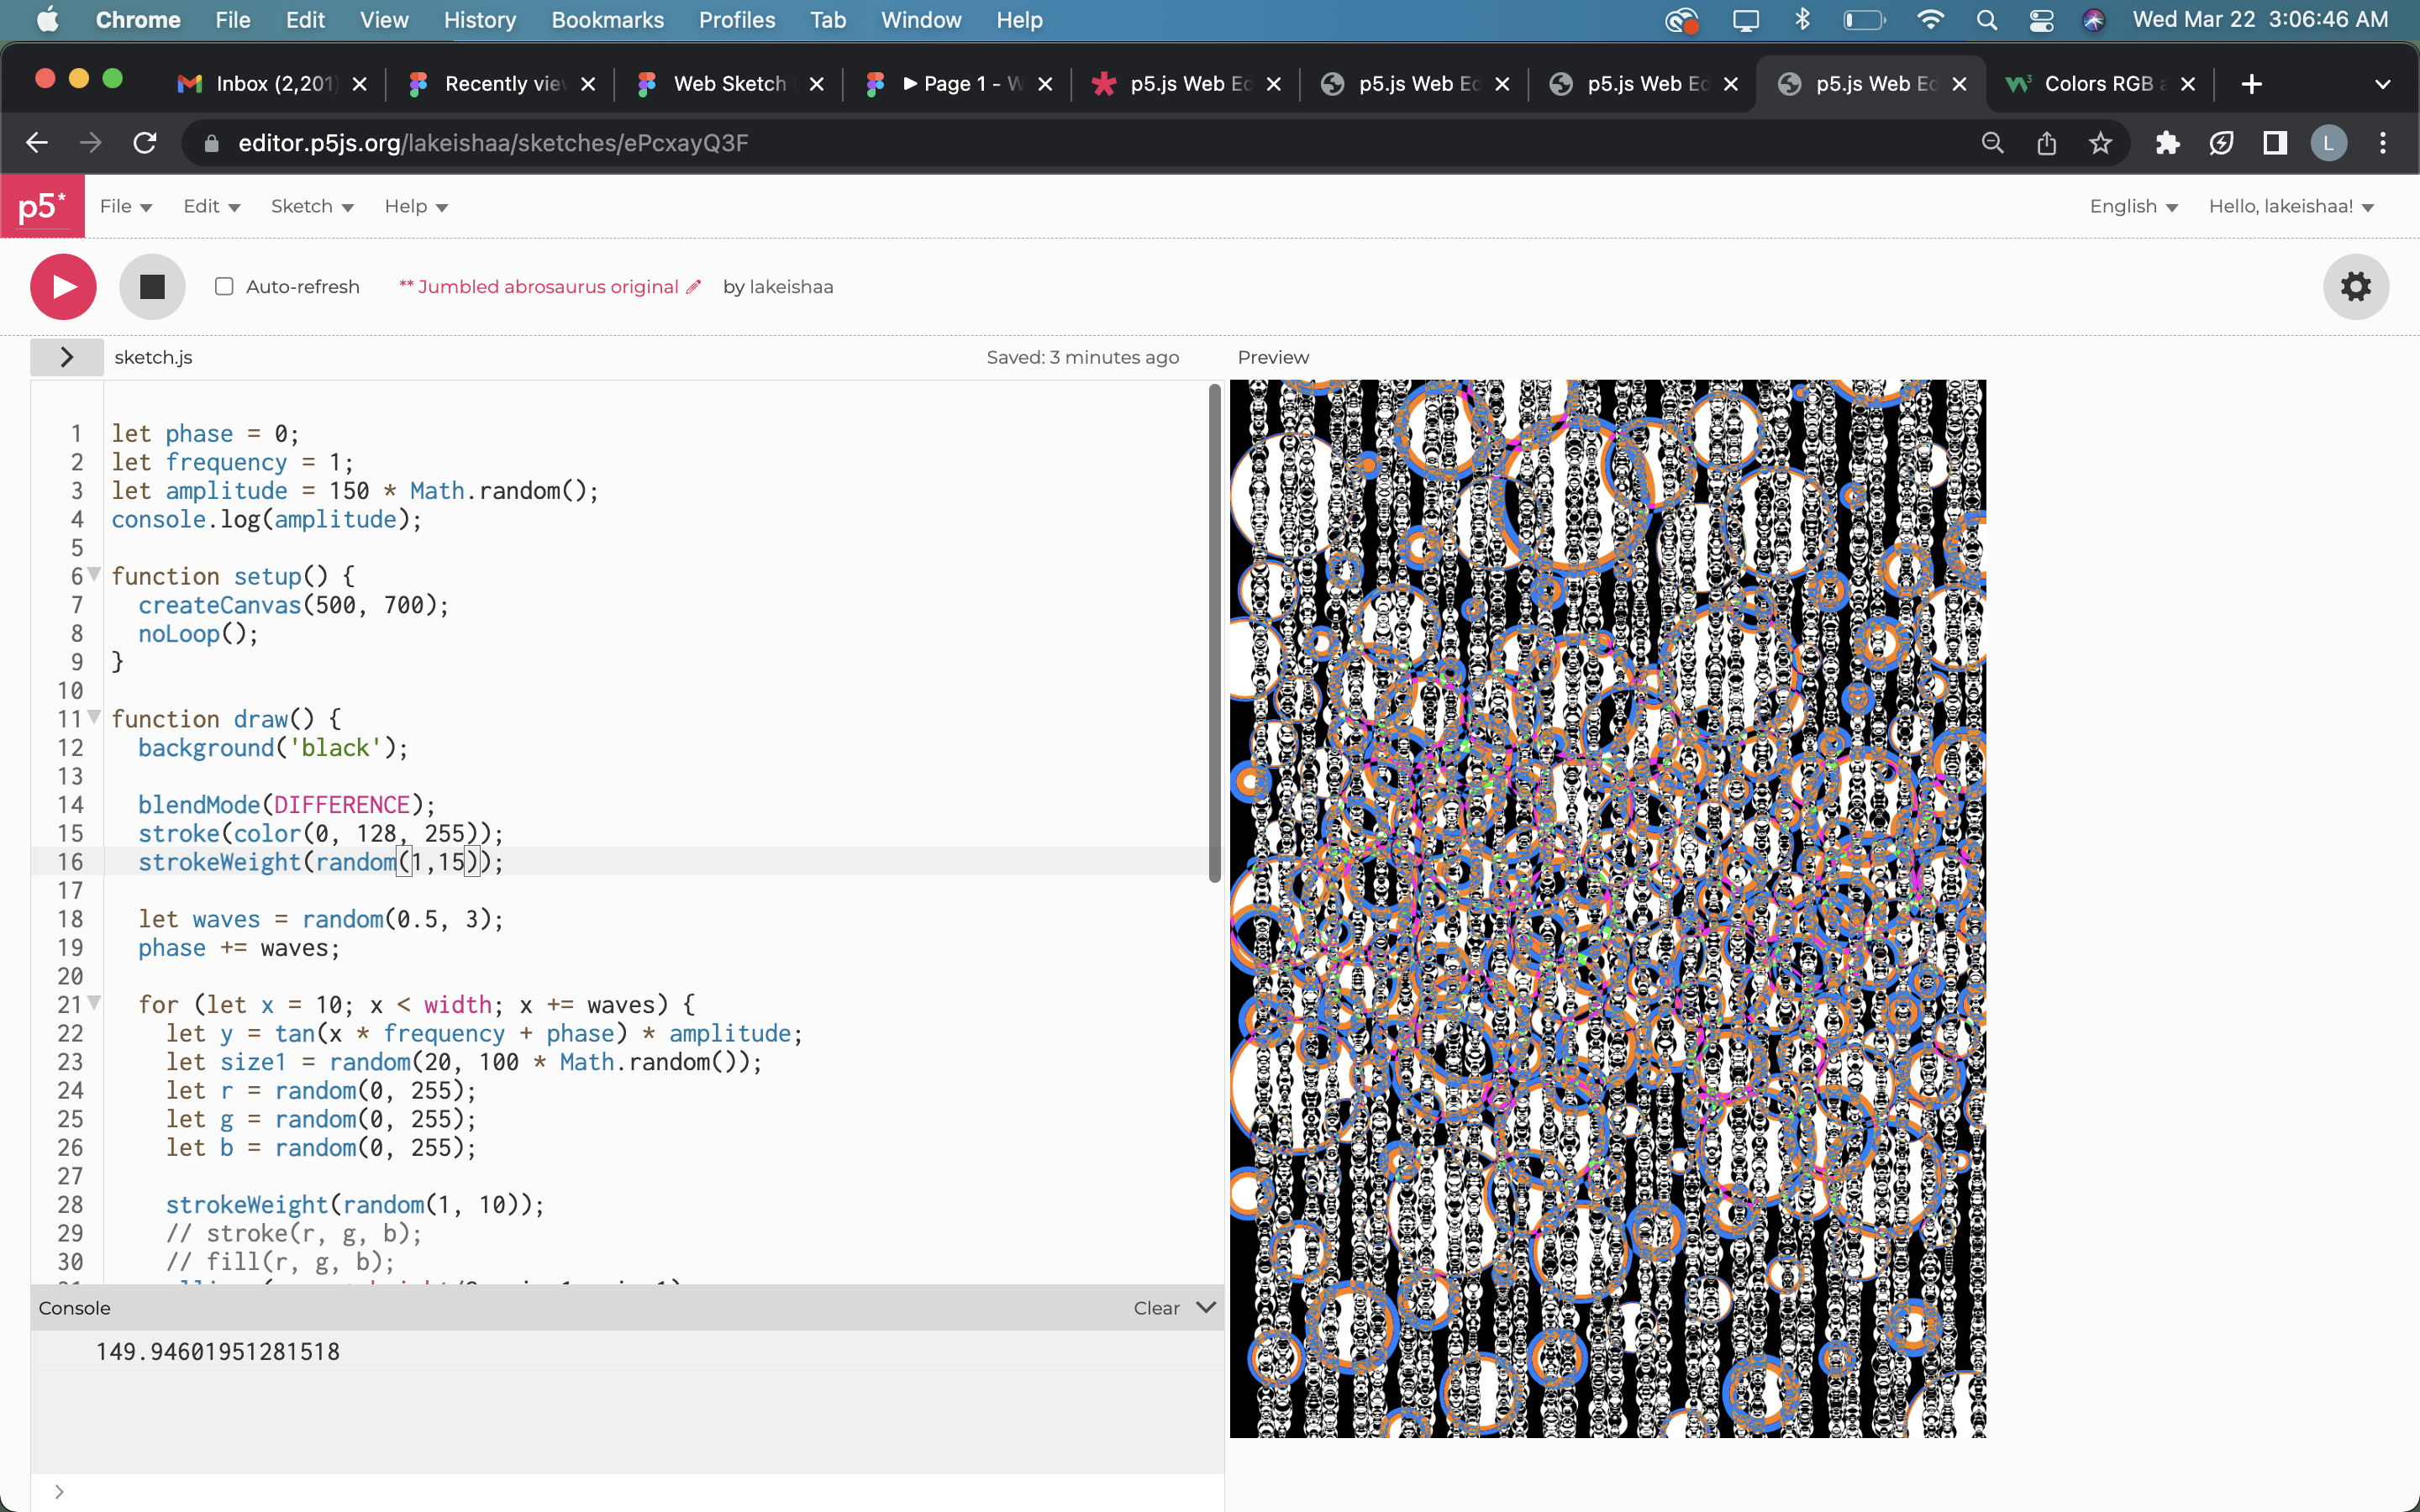 Chrome File Edit View History Bookmarks Profiles Tab Window Help Wed Mar 22 3:06:46 AM
Inbox (2,201 Recently vie Web Sketch Page 1 - W p5.js Web Ed p5.js Web Ed p5.js Web Ed p5.js Web Ed Colors RGB a
editor.p5js.org/lakeishaa/sketches/ePcxayQ3F L
p5* File Edit Sketch Help English Hello, lakeishaa!
Auto-refresh ** Jumbled abrosaurus original by lakeishaa
sketch.js Saved: 3 minutes ago Preview
1 let phase = 0;
2 let frequency = 1;
3 let amplitude = 150 * Math.random();
4 console.log(amplitude);
5
6 function setup() {
7 createCanvas(500, 700);
8 noLoop();
9 }
10
11 function draw() {
12 background('black');
13
14 blendMode(DIFFERENCE);
15 stroke(color(0, 128, 255));
16 strokeWeight(random(1,15));
17
18 let waves = random(0.5, 3);
19 phase += waves;
20
21 for (let x = 10; x < width; x += waves) {
22 let y = tan(x * frequency + phase) * amplitude;
23 let size1 = random(20, 100 * Math.random());
24 let r = random(0, 255);
25 let g = random(0, 255);
26 let b = random(0, 255);
27
28 strokeWeight(random(1, 10));
29 // stroke(r, g, b);
30 // fill(r, g, b);
Console Clear
149.94601951281518